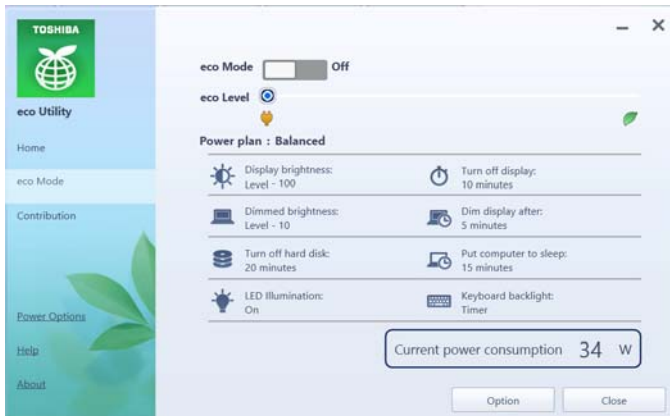 TOSHIBA
eco Utility
Home
eco Mode
Contribution
Power Options
Help
About
eco Mode Off
eco Level
Power plan : Balanced
Display brightness:
Level - 100
Turn off display:
10 minutes
Dimmed brightness:
Level - 10
Dim display after:
5 minutes
Turn off hard disk:
20 minutes
Put computer to sleep:
15 minutes
LED Illumination:
On
Keyboard backlight:
Timer
Current power consumption 34 W
Option
Close